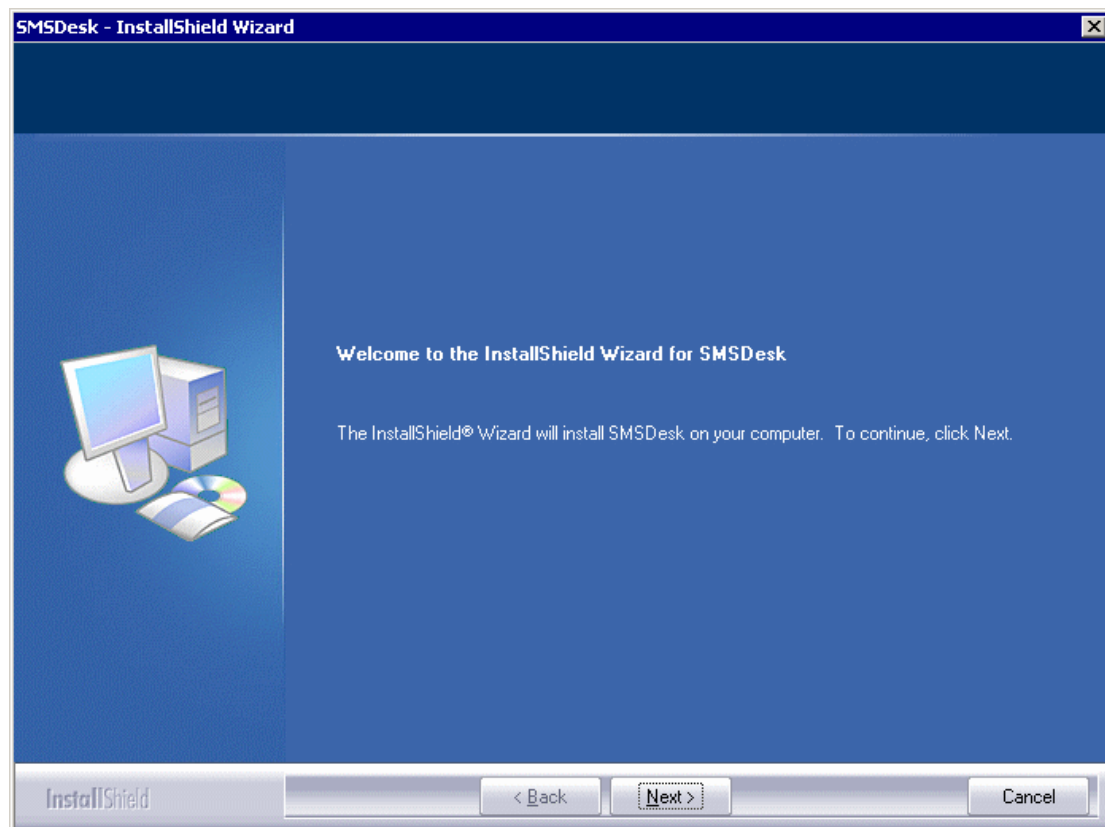 SMSDesk - InstallShield Wizard
Welcome to the InstallShield Wizard for SMSDesk
The InstallShield® Wizard will install SMSDesk on your computer.  To continue, click Next.
InstallShield
< Back
Next >
Cancel